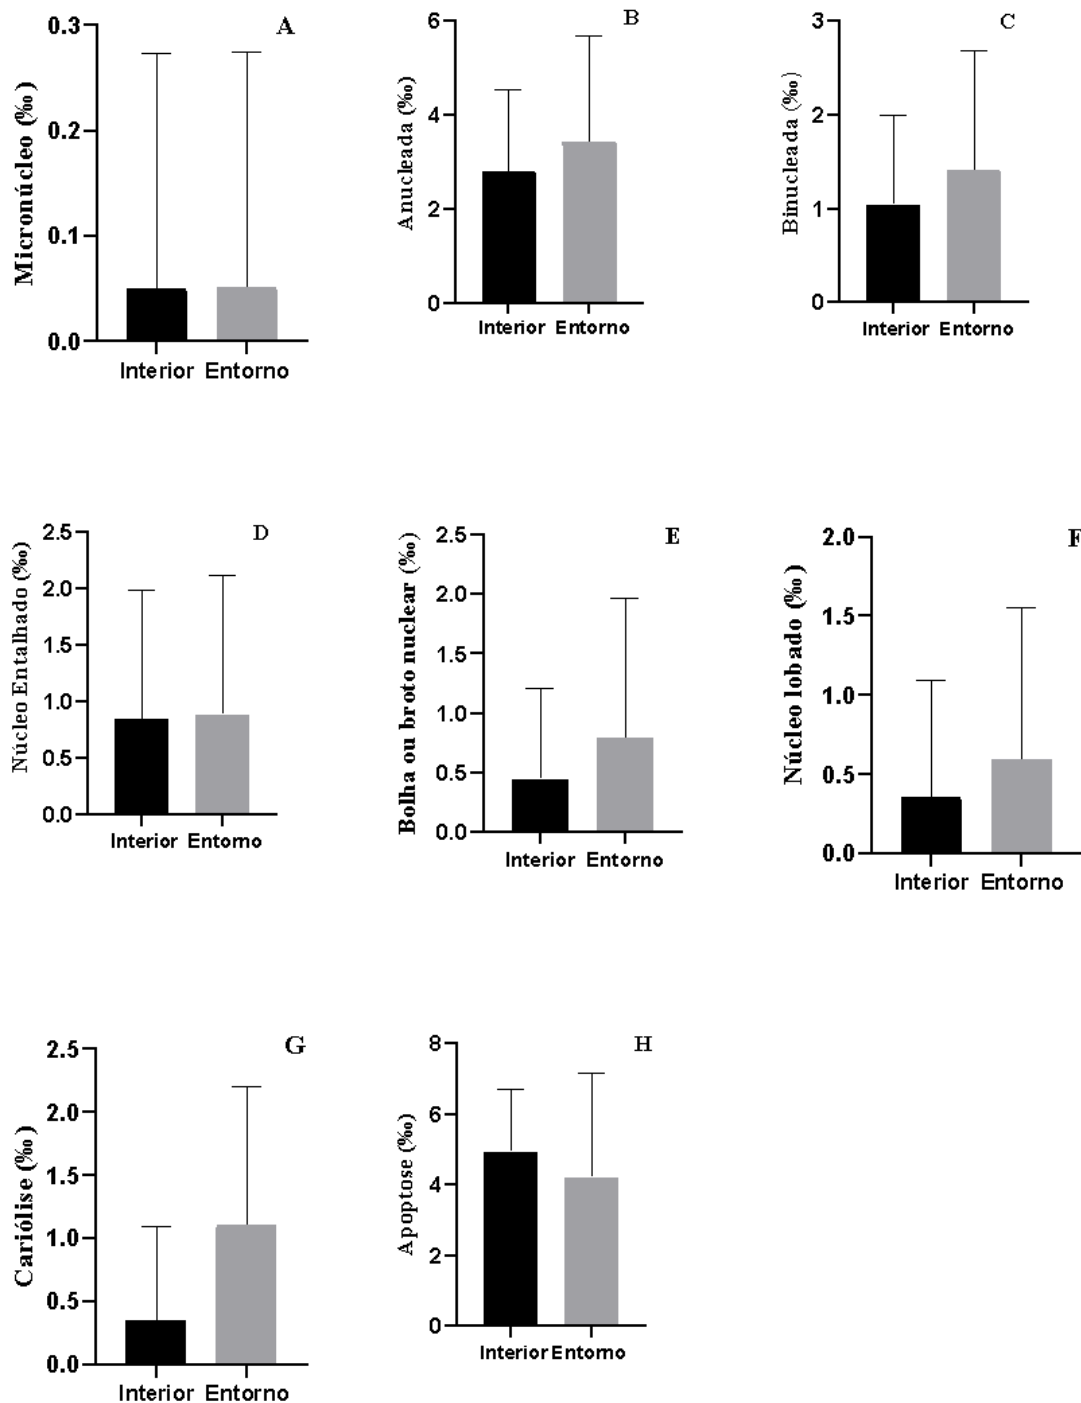 A
Micronúcleo (‰)
0.3
0.2
0.1
0.0
Interior Entorno
B
Anucleada (‰)
6
4
2
0
Interior Entorno
C
Binucleada (‰)
3
2
1
0
Interior Entorno
D
Núcleo Entalhado (‰)
2.5
2.0
1.5
1.0
0.5
0.0
Interior Entorno
E
Bolha ou broto nuclear (‰)
2.5
2.0
1.5
1.0
0.5
0.0
Interior Entorno
F
Núcleo lobado (‰)
2.0
1.5
1.0
0.5
0.0
Interior Entorno
G
Cariólise (‰)
2.5
2.0
1.5
1.0
0.5
0.0
Interior Entorno
H
Apoptose (‰)
8
6
4
2
0
Interior Entorno